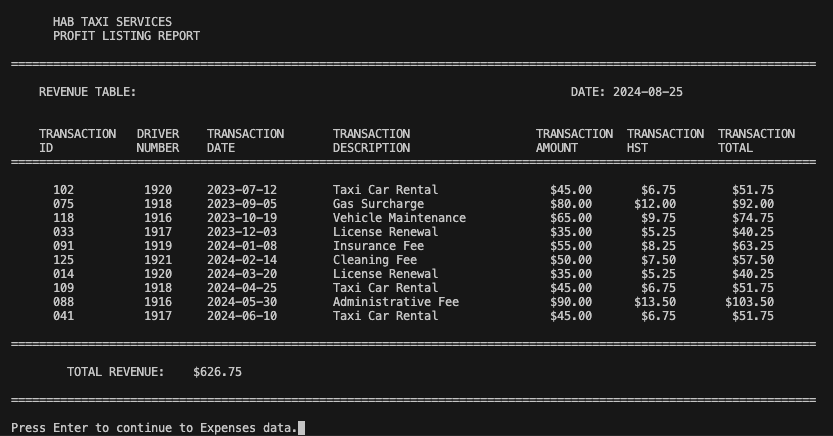 HAB TAXI SERVICES
PROFIT LISTING REPORT
REVENUE TABLE: DATE: 2024-08-25
TRANSACTION DRIVER TRANSACTION TRANSACTION TRANSACTION TRANSACTION TRANSACTION
ID NUMBER DATE DESCRIPTION AMOUNT HST TOTAL
102 1920 2023-07-12 Taxi Car Rental $45.00 $6.75 $51.75
075 1918 2023-09-05 Gas Surcharge $80.00 $12.00 $92.00
118 1916 2023-10-19 Vehicle Maintenance $65.00 $9.75 $74.75
033 1917 2023-12-03 License Renewal $35.00 $5.25 $40.25
091 1919 2024-01-08 Insurance Fee $55.00 $8.25 $63.25
125 1921 2024-02-14 Cleaning Fee $50.00 $7.50 $57.50
014 1920 2024-03-20 License Renewal $35.00 $5.25 $40.25
109 1918 2024-04-25 Taxi Car Rental $45.00 $6.75 $51.75
088 1916 2024-05-30 Administrative Fee $90.00 $13.50 $103.50
041 1917 2024-06-10 Taxi Car Rental $45.00 $6.75 $51.75
TOTAL REVENUE: $626.75
Press Enter to continue to Expenses data.